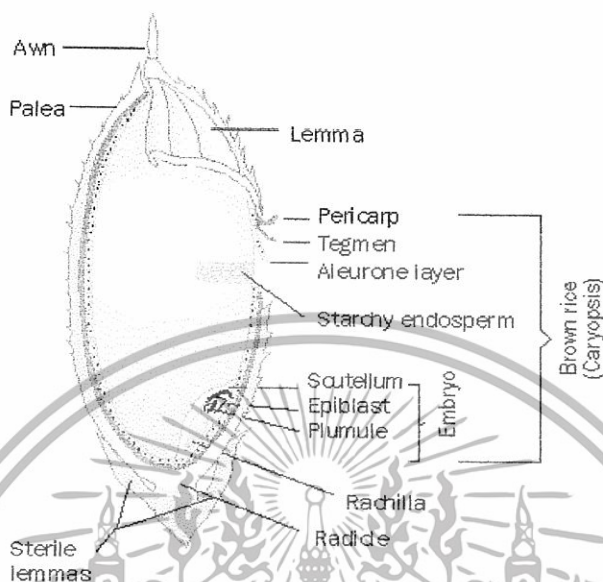 Awn
Palea
Lemma
Pericarp
Tegmen
Aleurone layer
Starchy endosperm
Scutellum
Epiblast
Plumule
Embryo
Brown rice
(Caryopsis)
Rachilla
Radicle
Sterile
lemmas